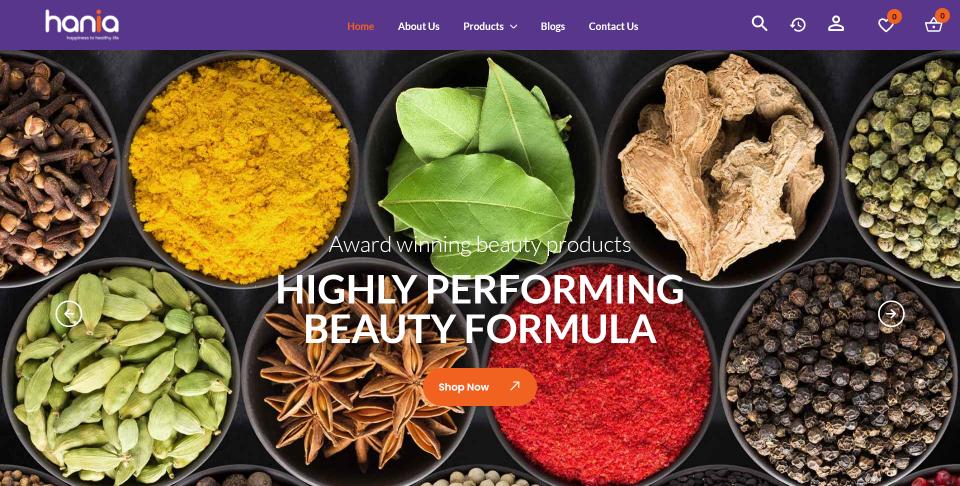 hania
happiness to healthy life
Home
About Us
Products
Blogs
Contact Us
0
0
Award winning beauty products
HIGHLY PERFORMING
BEAUTY FORMULA
Shop Now